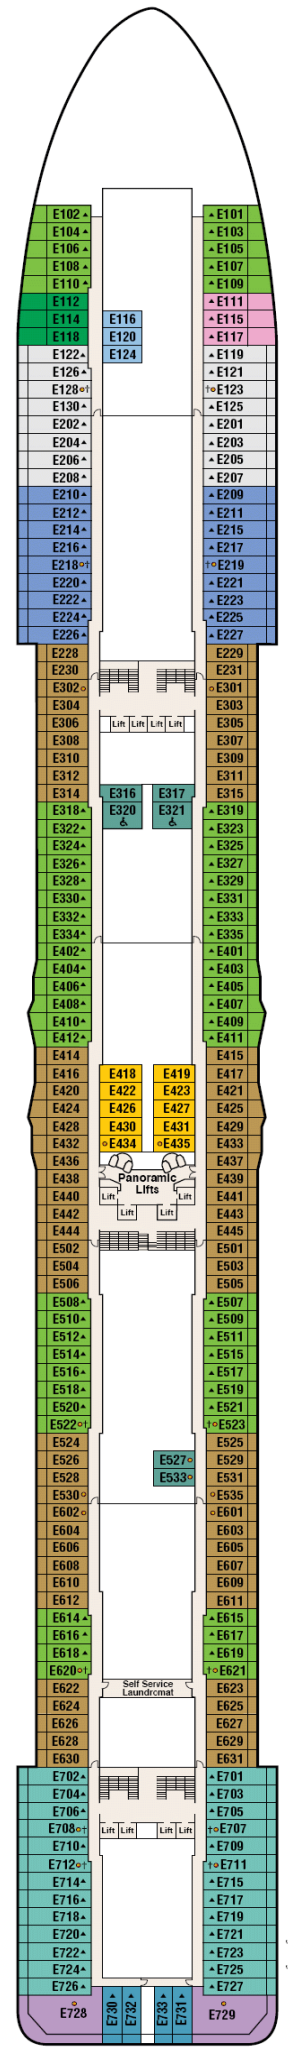 E102 E101
E104 E103
E106 E105
E108 E107
E110 E109
E112 E111
E114 E116 E115
E118 E120 E117
E122 E124 E119
E126 E121
E128 E123
E130 E125
E202 E201
E204 E203
E206 E205
E208 E207
E210 E209
E212 E211
E214 E215
E216 E217
E218 E219
E220 E221
E222 E223
E224 E225
E226 E227
E228 E229
E230 E231
E302 E301
E304 E303
E306 Lift Lift Lift Lift E305
E308 E307
E310 E309
E312 E311
E314 E316 E317 E315
E318 E320 E321 E319
E322 E323
E324 E325
E326 E327
E328 E329
E330 E331
E332 E333
E334 E335
E402 E401
E404 E403
E406 E405
E408 E407
E410 E409
E412 E411
E414 E415
E416 E418 E419 E417
E420 E422 E423 E421
E424 E426 E427 E425
E428 E430 E431 E429
E432 E434 E435 E433
E436 E437
E438 Panoramic E439
Lifts
E440 Lift Lift E441
E442 Lift Lift E443
E444 E445
E502 E501
E504 E503
E506 E505
E508 E507
E510 E509
E512 E511
E514 E515
E516 E517
E518 E519
E520 E521
E522 E523
E524 E525
E526 E527 E529
E528 E533 E531
E530 E535
E602 E601
E604 E603
E606 E605
E608 E607
E610 E609
E612 E611
E614 E615
E616 E617
E618 E619
E620 E621
E622 Self Service E623
Laundromat
E624 E625
E626 E627
E628 E629
E630 E631
E702 E701
E704 E703
E706 E705
E708 Lift Lift Lift Lift E707
E710 E709
E712 E711
E714 E715
E716 E717
E718 E719
E720 E721
E722 E723
E724 E725
E726 E727
E728 E730 E732 E733 E731 E729